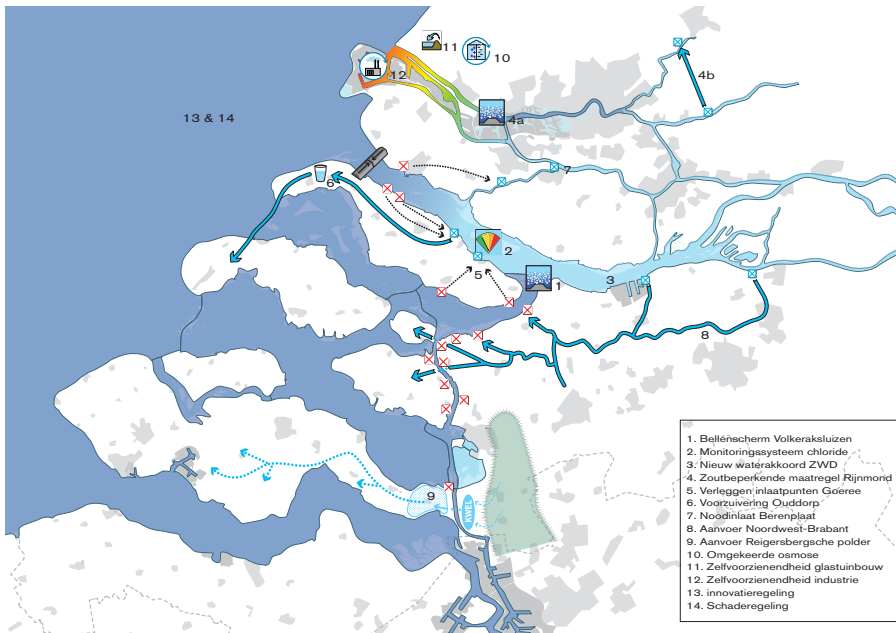 11
10
12
4b
13 & 14
4a
7
6
2
5
1
3
8
9
KWEL
1. Bellenscherm Volkeraksluizen
2. Monitoringssysteem chloride
3. Nieuw waterakkoord ZWD
4. Zoutbeperkende maatregel Rijnmond
5. Verleggen inlaatpunten Goeree
6. Voorzuivering Ouddorp
7. Noodinlaat Berenplaat
8. Aanvoer Noordwest-Brabant
9. Aanvoer Reigersbergsche polder
10. Omgekeerde osmose
11. Zelfvoorzienendheid glastuinbouw
12. Zelfvoorzienendheid industrie
13. innovatieregeling
14. Schaderegeling